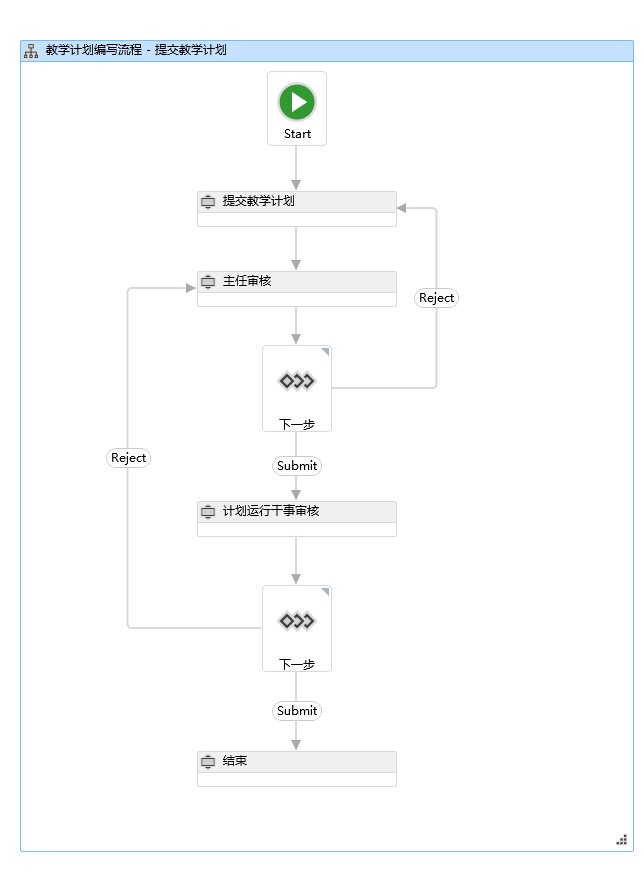 教学计划编写流程 - 提交教学计划
Start
提交教学计划
主任审核
Reject
下一步
Reject
Submit
计划运行干事审核
下一步
Submit
结束